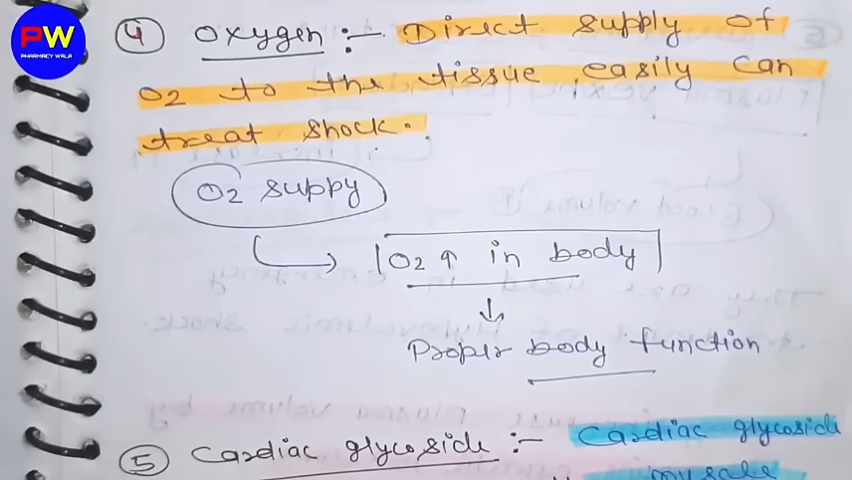 PW
PHARMACY WALA
④ Oxygen :- Direct supply of
O2 to the tissue easily can
treat shock.
O2 suppy
O2 ↑ in body
↓
Proper body function
⑤ Cardiac glycoside :- Cardiac glycoside